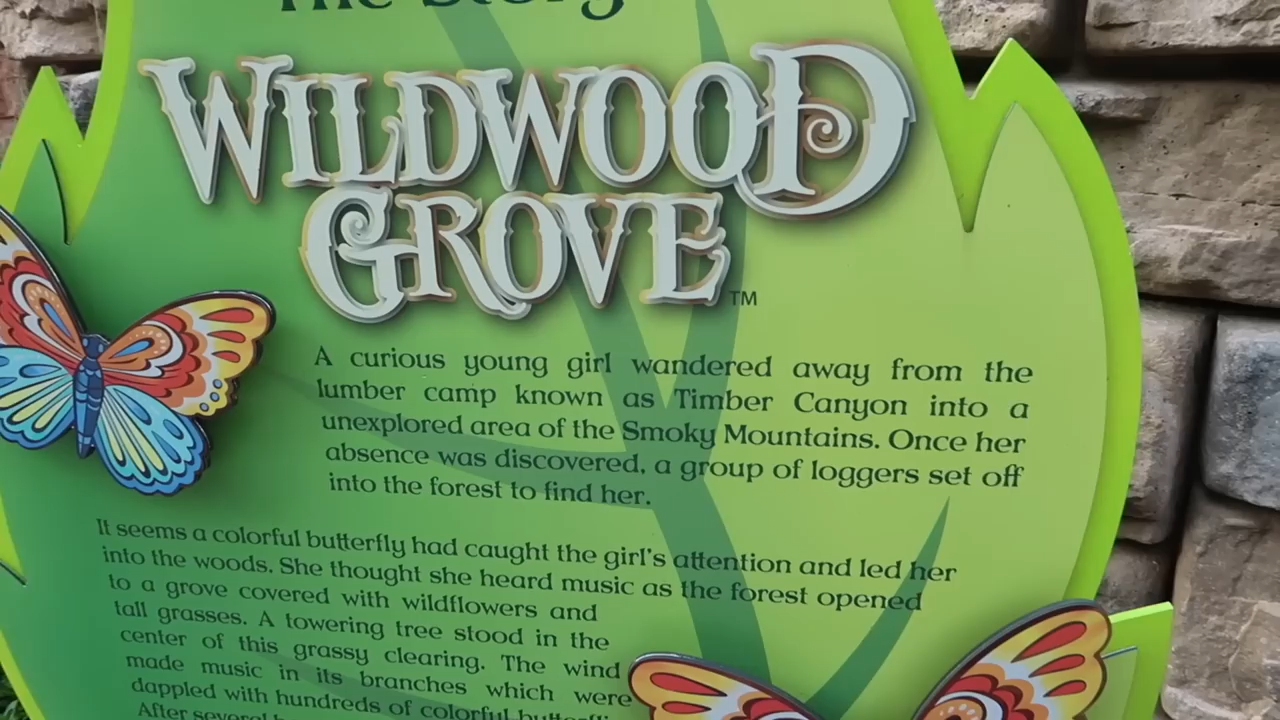 The Story
WILDWOOD
GROVE™
A curious young girl wandered away from the
lumber camp known as Timber Canyon into a
unexplored area of the Smoky Mountains. Once her
absence was discovered, a group of loggers set off
into the forest to find her.
It seems a colorful butterfly had caught the girl's attention and led her
into the woods. She thought she heard music as the forest opened
to a grove covered with wildflowers and
tall grasses. A towering tree stood in the
center of this grassy clearing. The wind
made music in its branches which were
dappled with hundreds of colorful
After